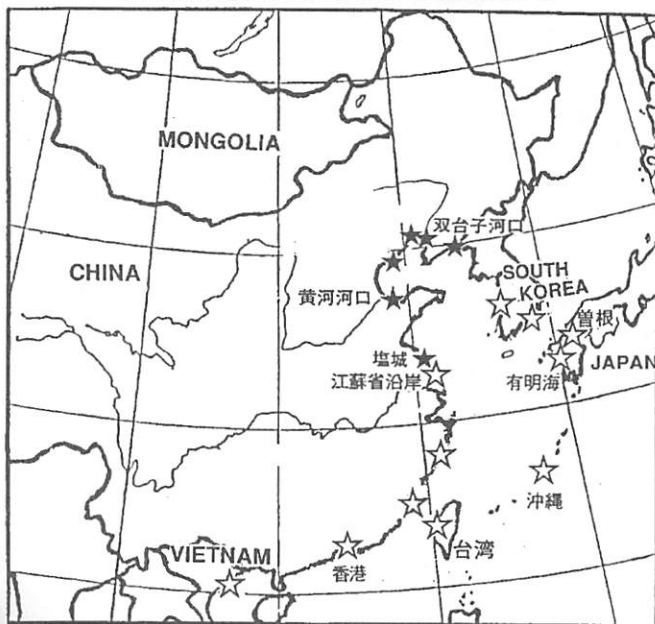 MONGOLIA
双台子河口
CHINA
SOUTH
KOREA
黄河河口
曽根
塩城
江蘇省沿岸
有明海
JAPAN
沖縄
VIETNAM
台湾
香港